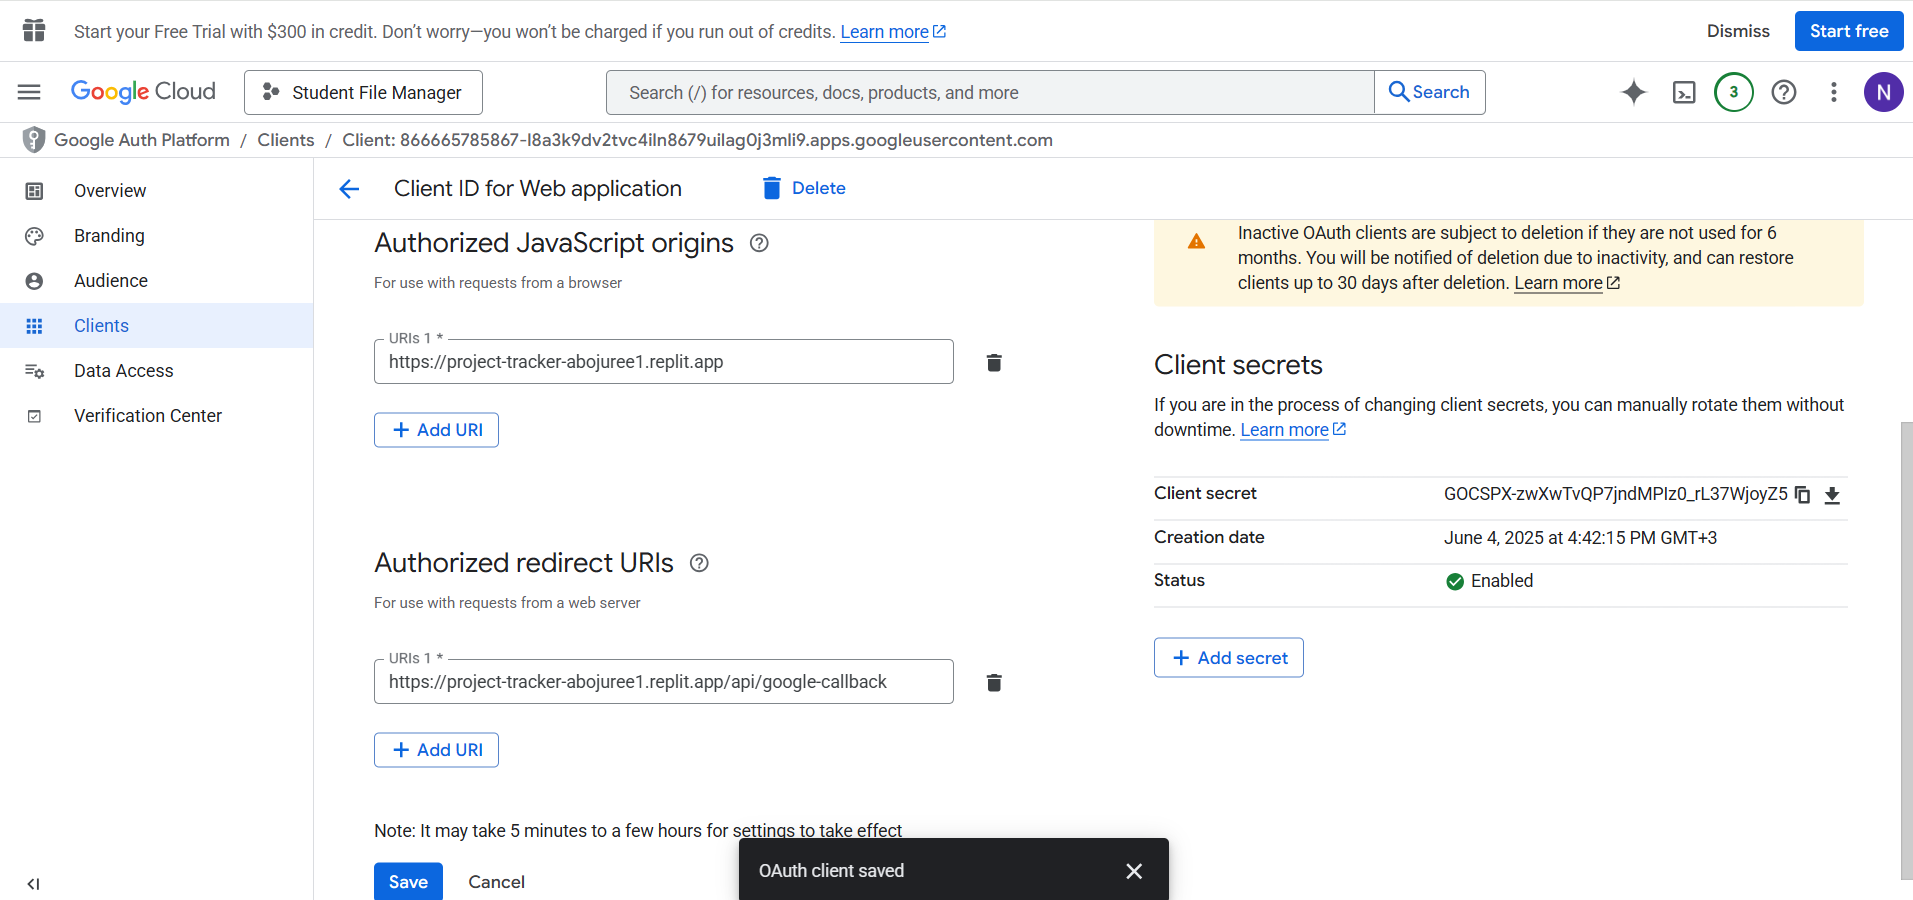 Start your Free Trial with $300 in credit. Don’t worry—you won’t be charged if you run out of credits. Learn more
Dismiss
Start free
Google Cloud
Student File Manager
Search (/) for resources, docs, products, and more
Search
3
N
Google Auth Platform / Clients / Client: 866665785867-l8a3k9dv2tvc4iln8679uilag0j3mli9.apps.googleusercontent.com
Overview
Branding
Audience
Clients
Data Access
Verification Center
Client ID for Web application
Delete
Authorized JavaScript origins
For use with requests from a browser
URIs 1 *
https://project-tracker-abojuree1.replit.app
+ Add URI
Authorized redirect URIs
For use with requests from a web server
URIs 1 *
https://project-tracker-abojuree1.replit.app/api/google-callback
+ Add URI
Note: It may take 5 minutes to a few hours for settings to take effect
Save
Cancel
Inactive OAuth clients are subject to deletion if they are not used for 6
months. You will be notified of deletion due to inactivity, and can restore
clients up to 30 days after deletion. Learn more
Client secrets
If you are in the process of changing client secrets, you can manually rotate them without
downtime. Learn more
Client secret
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
Creation date
June 4, 2025 at 4:42:15 PM GMT+3
Status
Enabled
+ Add secret
OAuth client saved